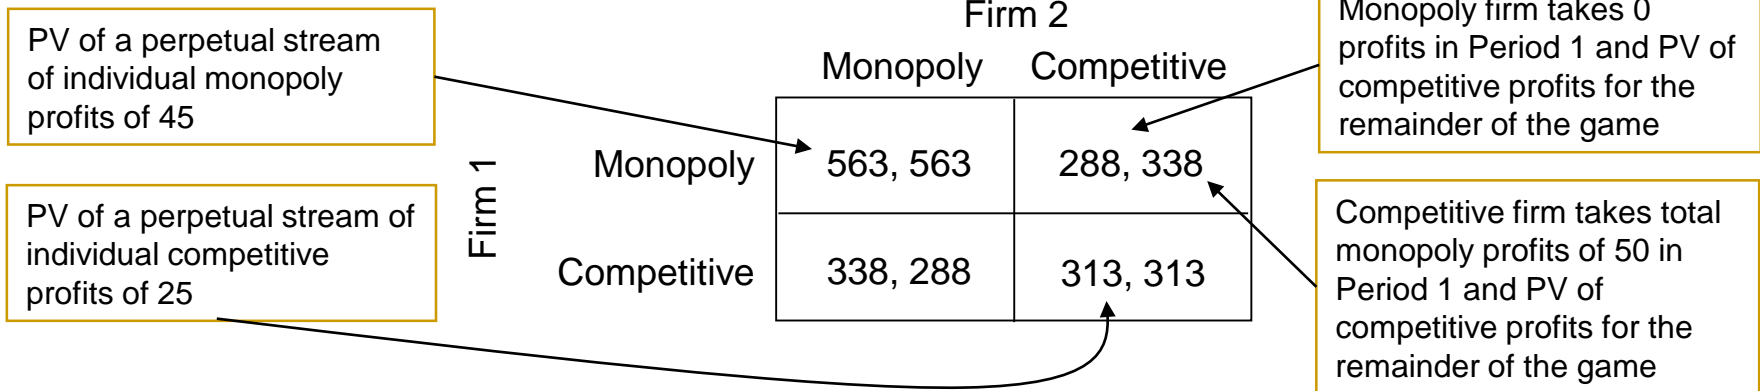 PV of a perpetual stream
of individual monopoly
profits of 45
PV of a perpetual stream of
individual competitive
profits of 25
Firm 2
Monopoly Competitive
Firm 1
Monopoly 563, 563 288, 338
Competitive 338, 288 313, 313
Monopoly firm takes 0
profits in Period 1 and PV of
competitive profits for the
remainder of the game
Competitive firm takes total
monopoly profits of 50 in
Period 1 and PV of
competitive profits for the
remainder of the game